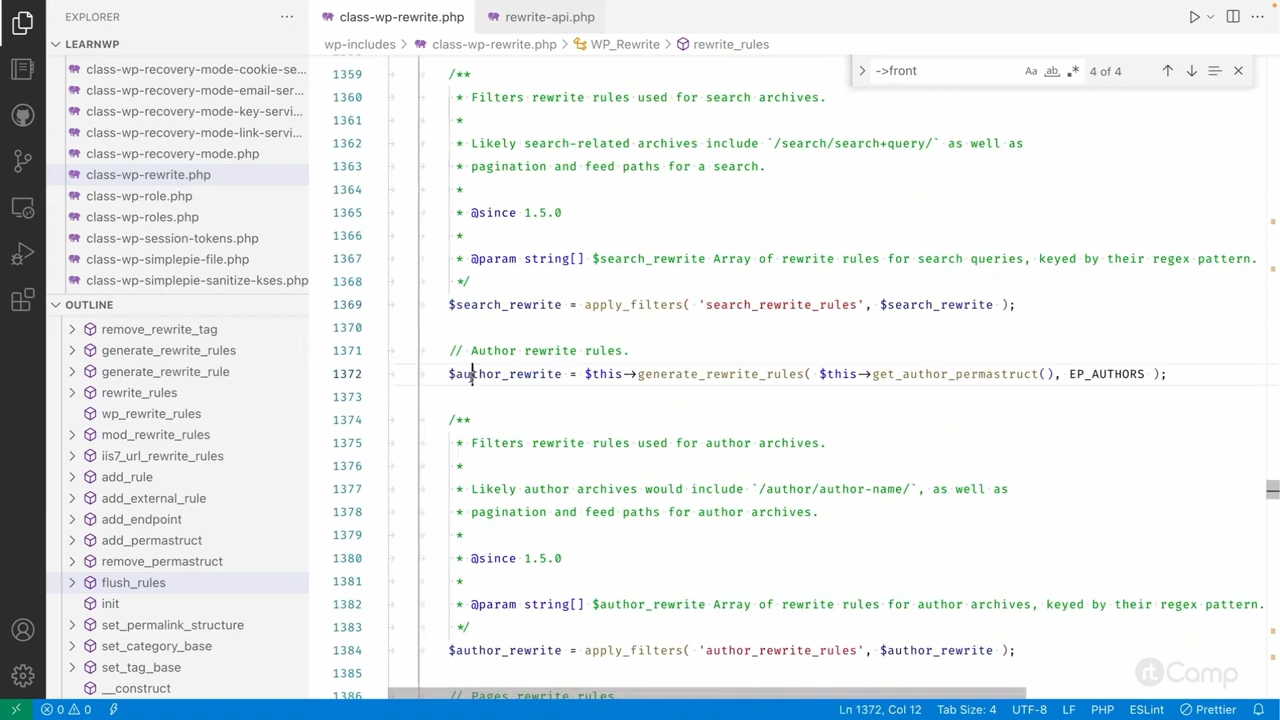 EXPLORER
LEARNWP
class-wp-recovery-mode-cookie-se...
class-wp-recovery-mode-email-ser...
class-wp-recovery-mode-key-servi...
class-wp-recovery-mode-link-servi...
class-wp-recovery-mode.php
class-wp-rewrite.php
class-wp-role.php
class-wp-roles.php
class-wp-session-tokens.php
class-wp-simplepie-file.php
class-wp-simplepie-sanitize-kses.php
OUTLINE
remove_rewrite_tag
generate_rewrite_rules
generate_rewrite_rule
rewrite_rules
wp_rewrite_rules
mod_rewrite_rules
iis7_url_rewrite_rules
add_rule
add_external_rule
add_endpoint
add_permastruct
remove_permastruct
flush_rules
init
set_permalink_structure
set_category_base
set_tag_base
__construct
class-wp-rewrite.php rewrite-api.php
wp-includes > class-wp-rewrite.php > WP_Rewrite > rewrite_rules
->front Aa ab 4 of 4
1359 /**
1360 * Filters rewrite rules used for search archives.
1361 *
1362 * Likely search-related archives include `/search/search+query/` as well as
1363 * pagination and feed paths for a search.
1364 *
1365 * @since 1.5.0
1366 *
1367 * @param string[] $search_rewrite Array of rewrite rules for search queries, keyed by their regex pattern.
1368 */
1369 $search_rewrite = apply_filters( 'search_rewrite_rules', $search_rewrite );
1370
1371 // Author rewrite rules.
1372 $author_rewrite = $this->generate_rewrite_rules( $this->get_author_permastruct(), EP_AUTHORS );
1373
1374 /**
1375 * Filters rewrite rules used for author archives.
1376 *
1377 * Likely author archives would include `/author/author-name/`, as well as
1378 * pagination and feed paths for author archives.
1379 *
1380 * @since 1.5.0
1381 *
1382 * @param string[] $author_rewrite Array of rewrite rules for author archives, keyed by their regex pattern.
1383 */
1384 $author_rewrite = apply_filters( 'author_rewrite_rules', $author_rewrite );
1385
1386 // Pages rewrite rules.
rtCamp
0 0 Ln 1372, Col 12 Tab Size: 4 UTF-8 LF PHP ESLint Prettier